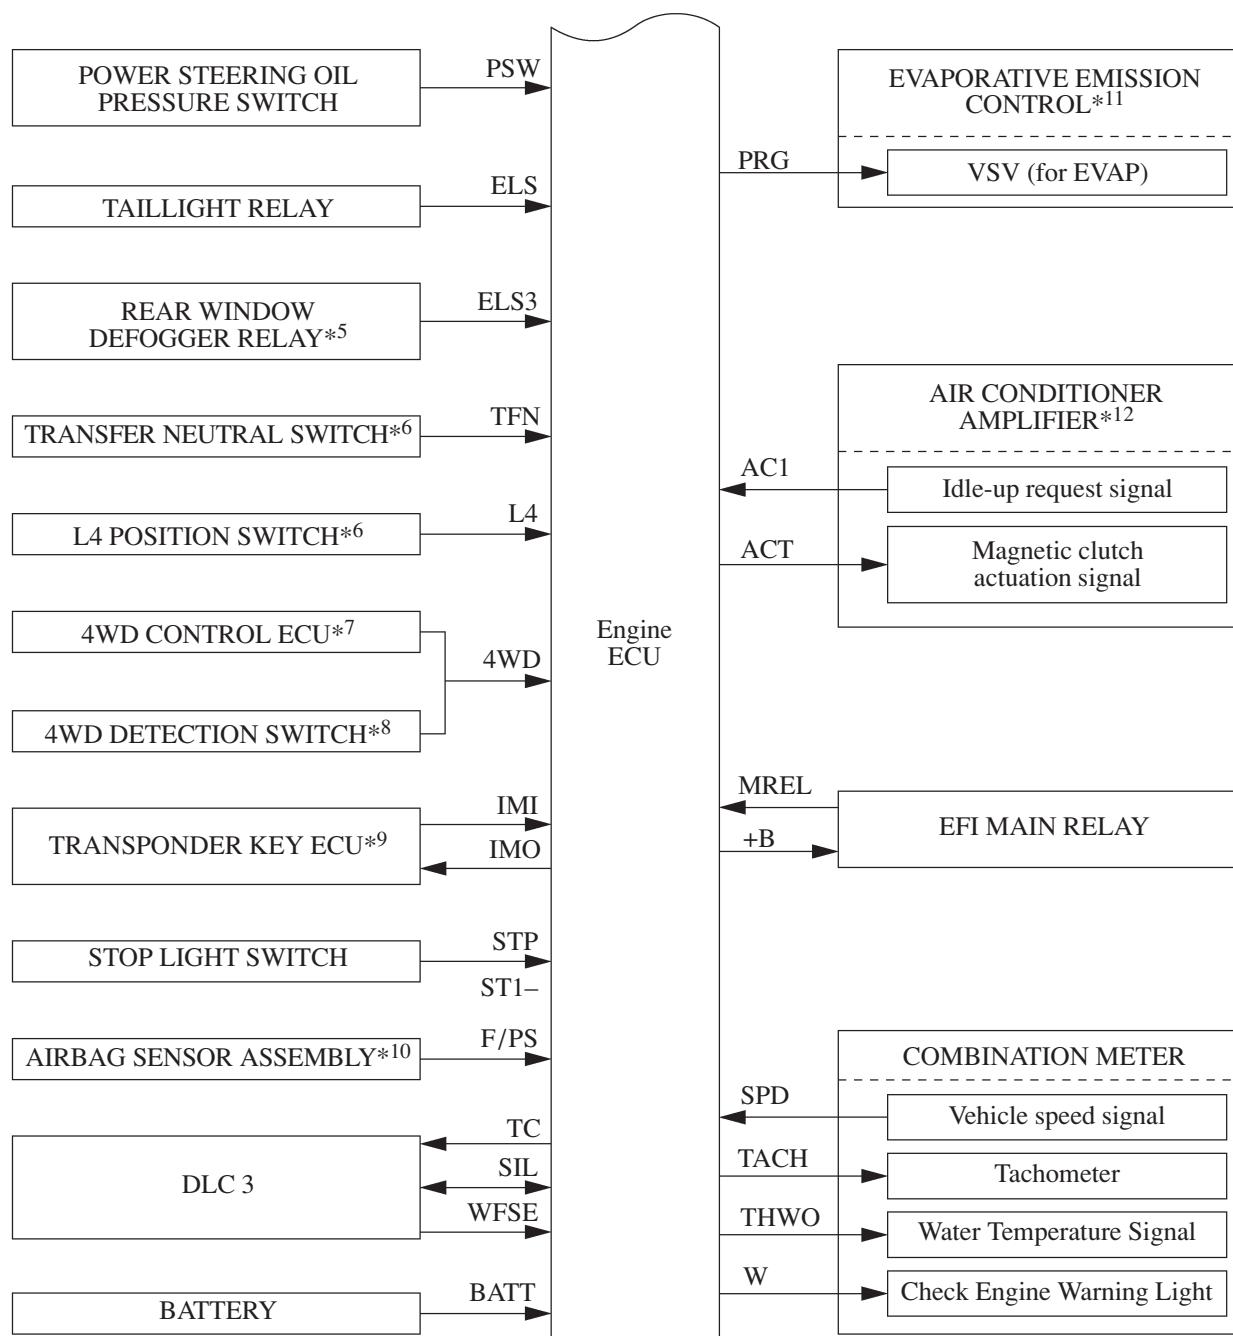 POWER STEERING OIL
PRESSURE SWITCH
PSW
TAILLIGHT RELAY
ELS
REAR WINDOW
DEFOGGER RELAY*5
ELS3
TRANSFER NEUTRAL SWITCH*6
TFN
L4 POSITION SWITCH*6
L4
4WD CONTROL ECU*7
4WD
4WD DETECTION SWITCH*8
TRANSPONDER KEY ECU*9
IMI
IMO
STOP LIGHT SWITCH
STP
ST1–
AIRBAG SENSOR ASSEMBLY*10
F/PS
DLC 3
TC
SIL
WFSE
BATTERY
BATT
Engine
ECU
EVAPORATIVE EMISSION
CONTROL*11
PRG
VSV (for EVAP)
AIR CONDITIONER
AMPLIFIER*12
AC1
Idle-up request signal
ACT
Magnetic clutch
actuation signal
MREL
+B
EFI MAIN RELAY
COMBINATION METER
SPD
Vehicle speed signal
TACH
Tachometer
THWO
Water Temperature Signal
W
Check Engine Warning Light